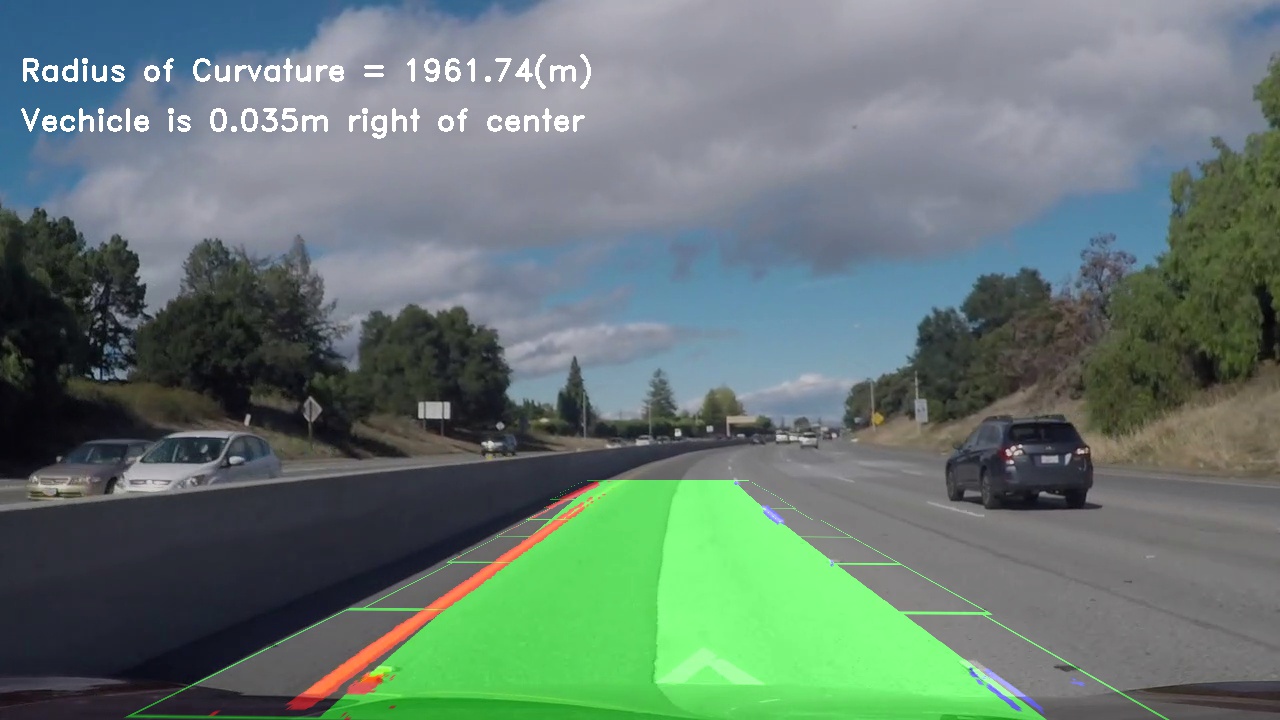 Radius of Curvature = 1961.74(m)
Vechicle is 0.035m right of center